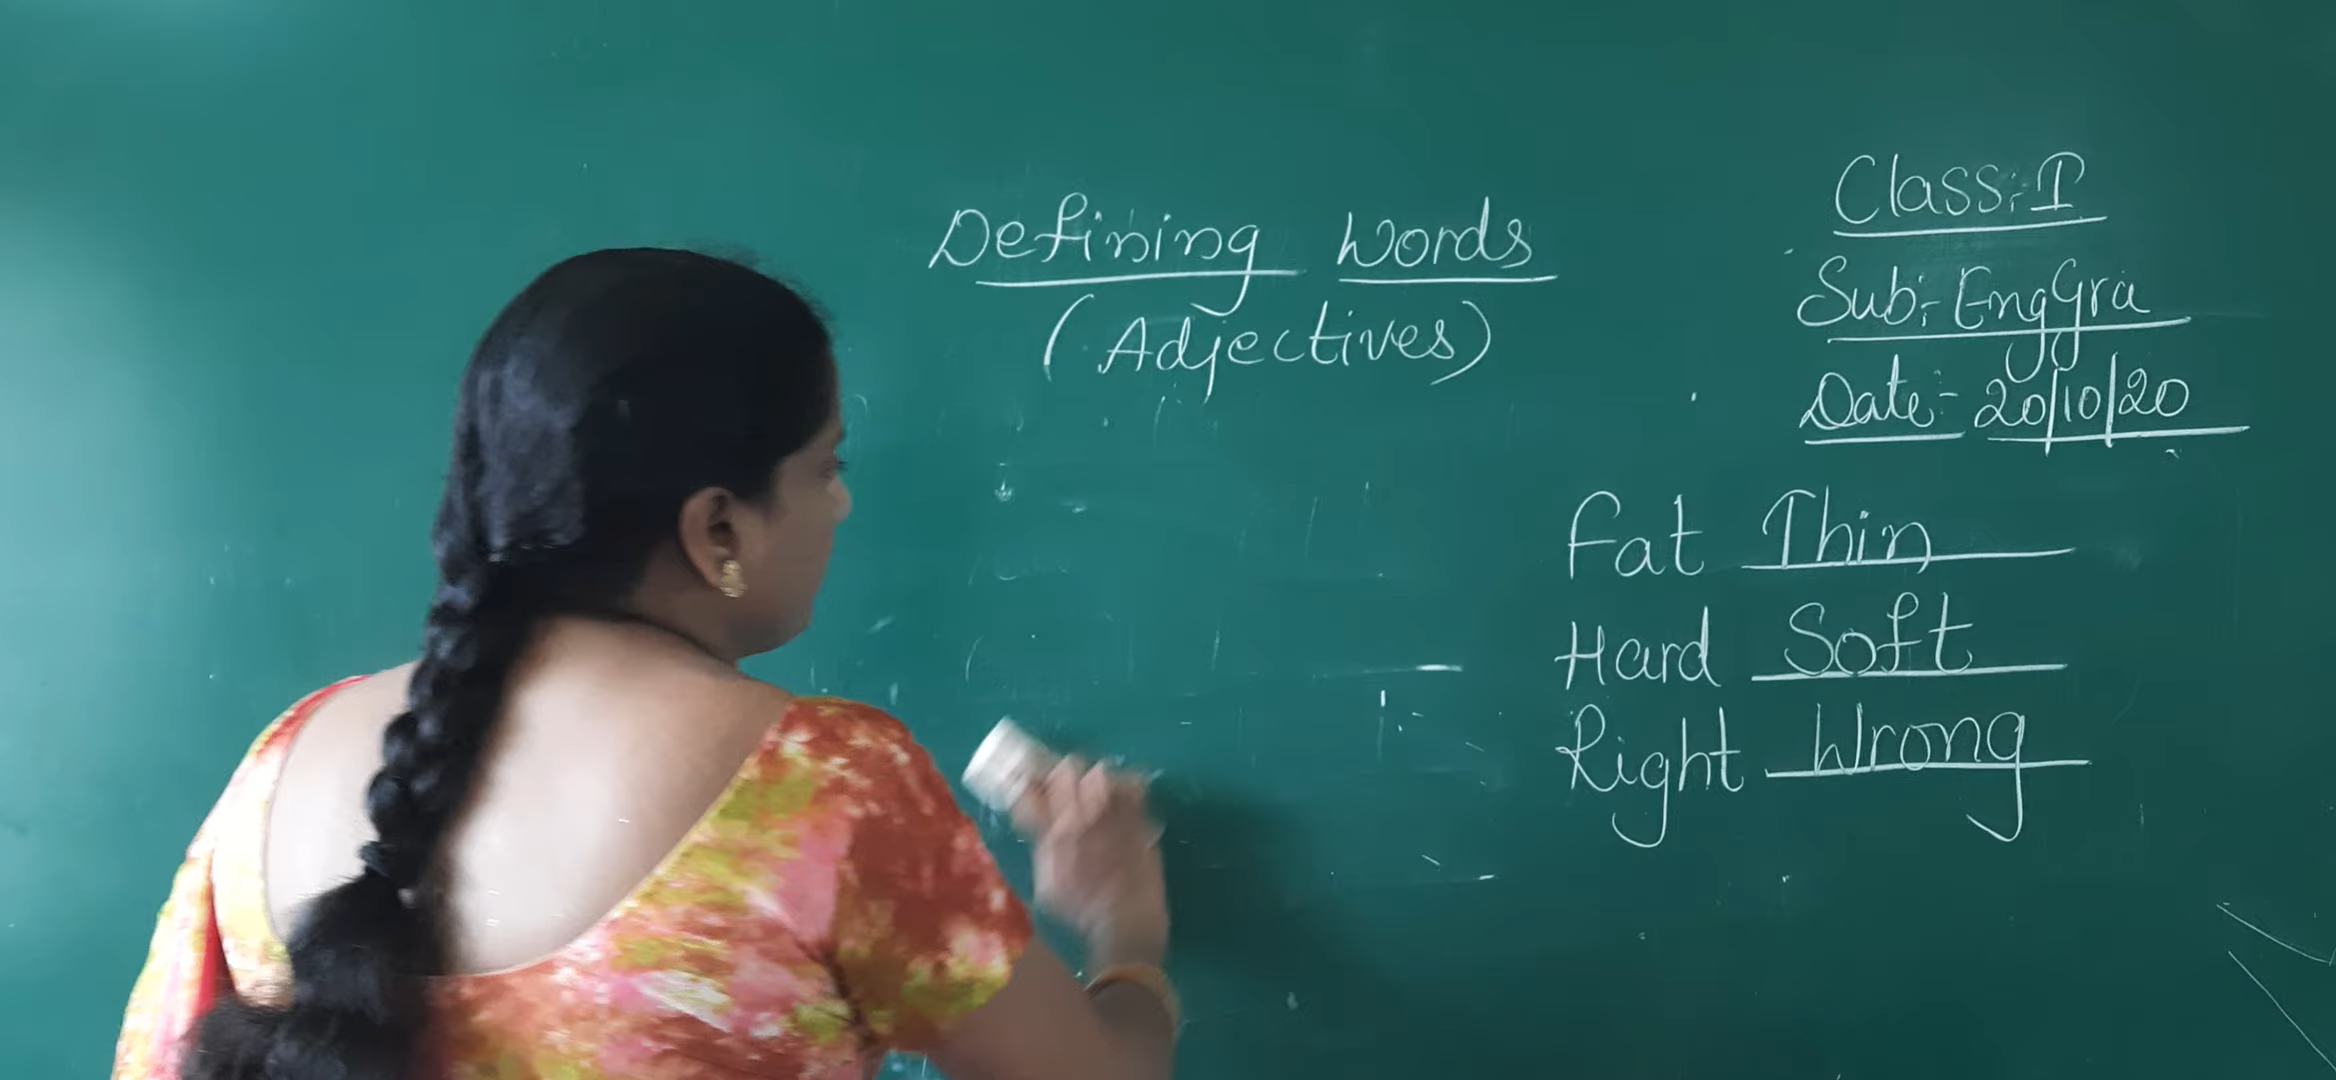 Defining Words
(Adjectives)
Class:- I
Sub:- Eng Gra
Date:- 20/10/20
Fat Thin
Hard Soft
Right Wrong